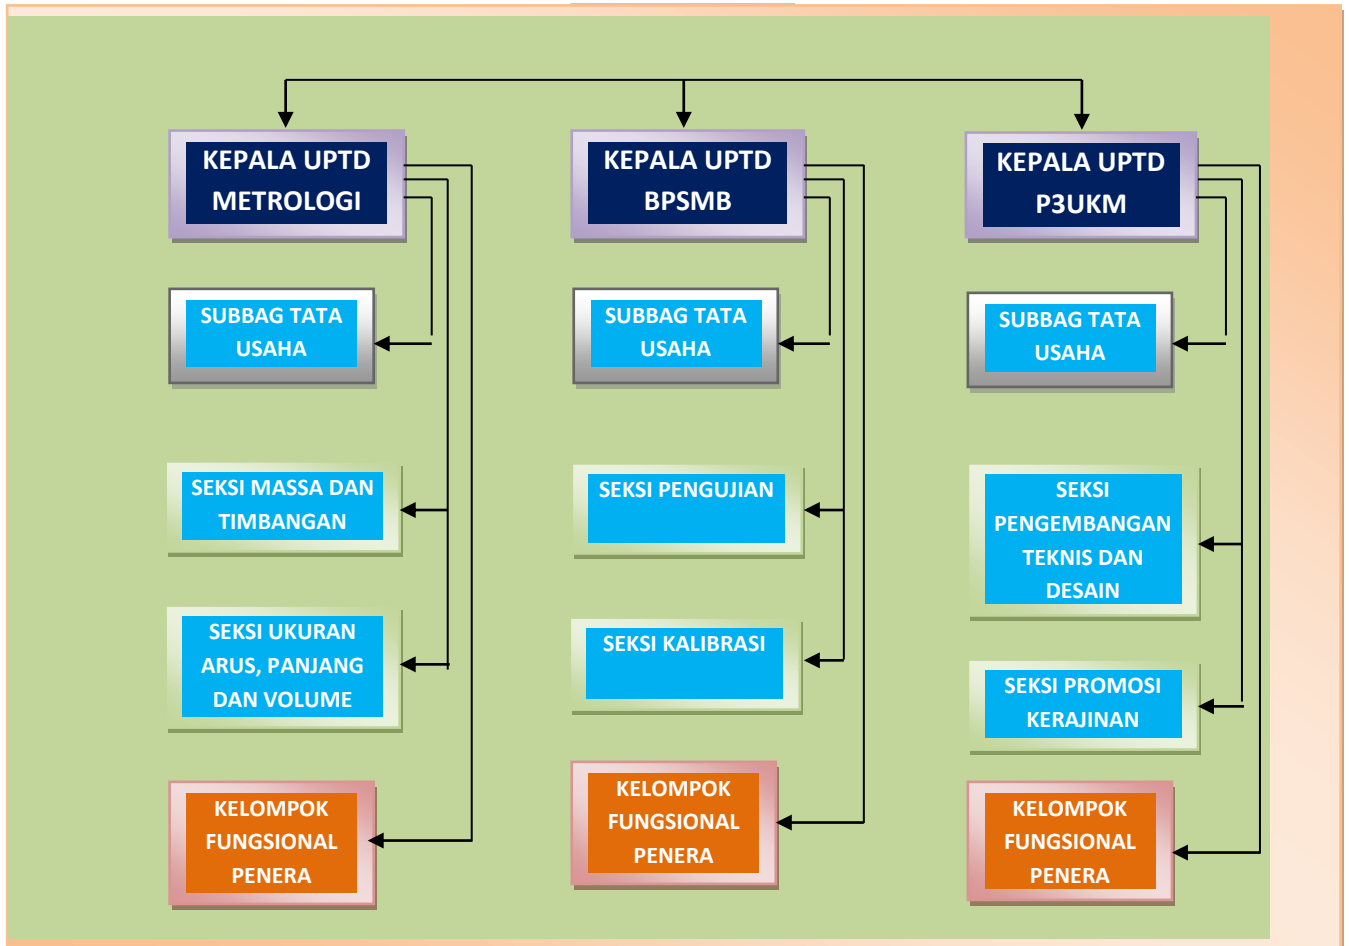 KEPALA UPTD
METROLOGI
KEPALA UPTD
BPSMB
KEPALA UPTD
P3UKM
SUBBAG TATA
USAHA
SUBBAG TATA
USAHA
SUBBAG TATA
USAHA
SEKSI MASSA DAN
TIMBANGAN
SEKSI PENGUJIAN
SEKSI
PENGEMBANGAN
TEKNIS DAN
DESAIN
SEKSI UKURAN
ARUS, PANJANG
DAN VOLUME
SEKSI KALIBRASI
SEKSI PROMOSI
KERAJINAN
KELOMPOK
FUNGSIONAL
PENERA
KELOMPOK
FUNGSIONAL
PENERA
KELOMPOK
FUNGSIONAL
PENERA